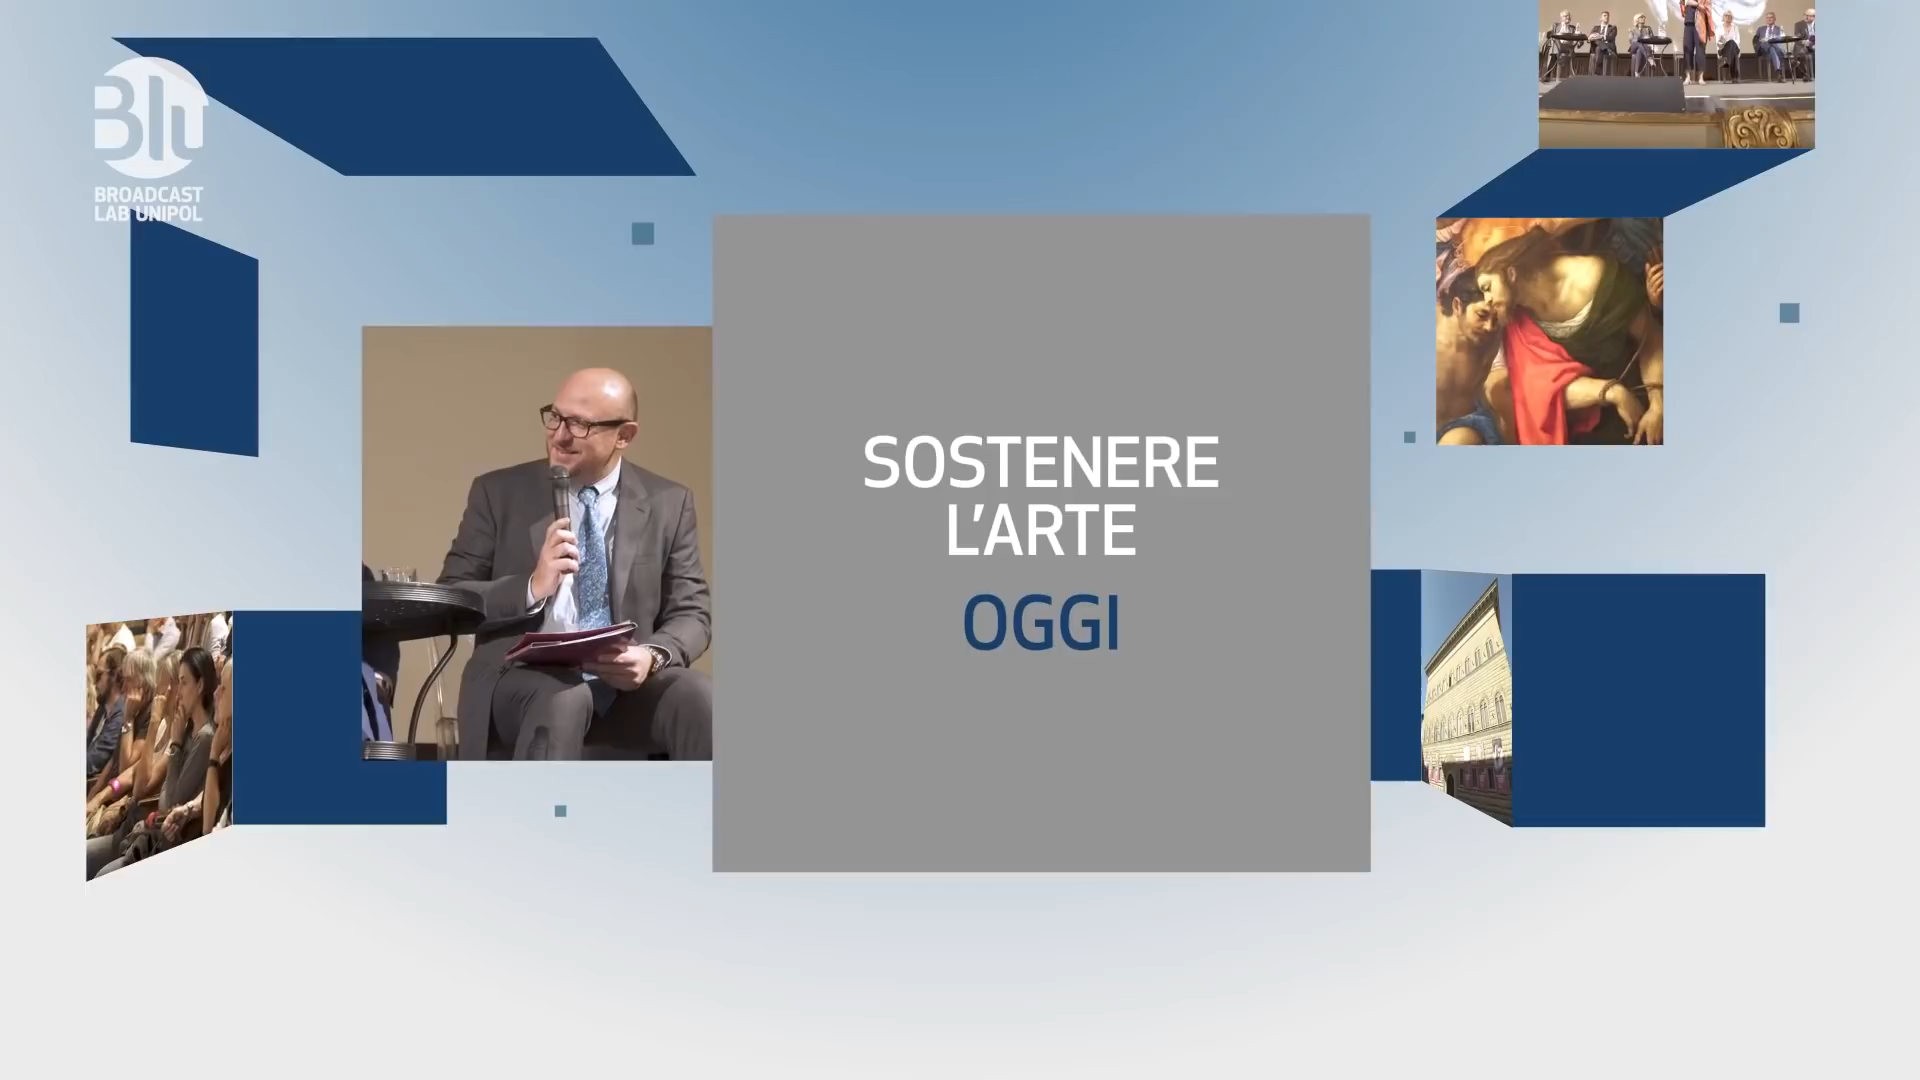 Blu
BROADCAST
LAB UNIPOL
SOSTENERE
L'ARTE
OGGI